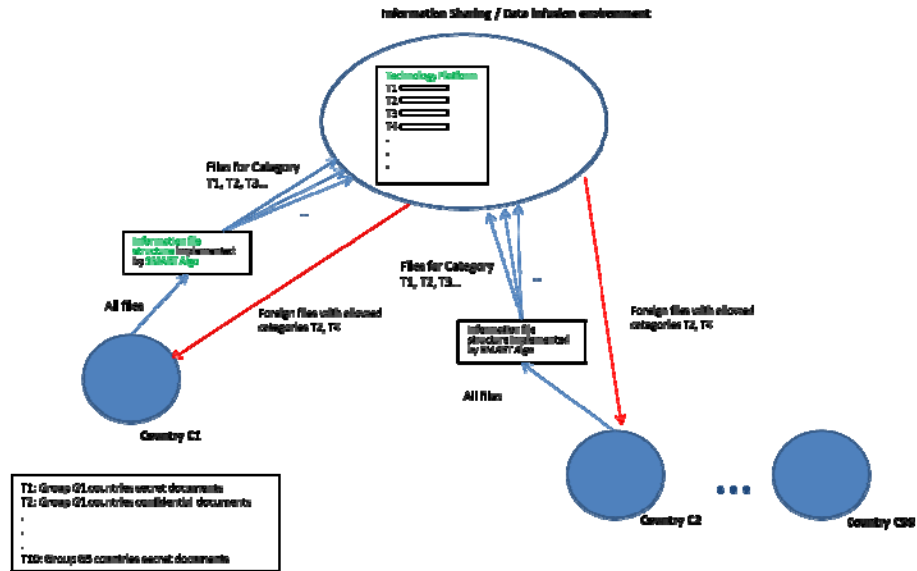 Information Sharing / Data Infusion environment
Technology Platform
T1
T2
T3
T4
.
.
.
Files for Category
T1, T2, T3...
...
Information file
structure implemented
by SMART Algo
All files
Foreign files with allowed
categories T2, T4
Country C1
Files for Category
T1, T2, T3...
...
Information file
structure implemented
by SMART Algo
All files
Foreign files with allowed
categories T2, T4
Country C2
...
Country
T1: Group G1 countries secret documents
T2: Group G1 countries confidential documents
.
.
.
T10: Group countries secret documents